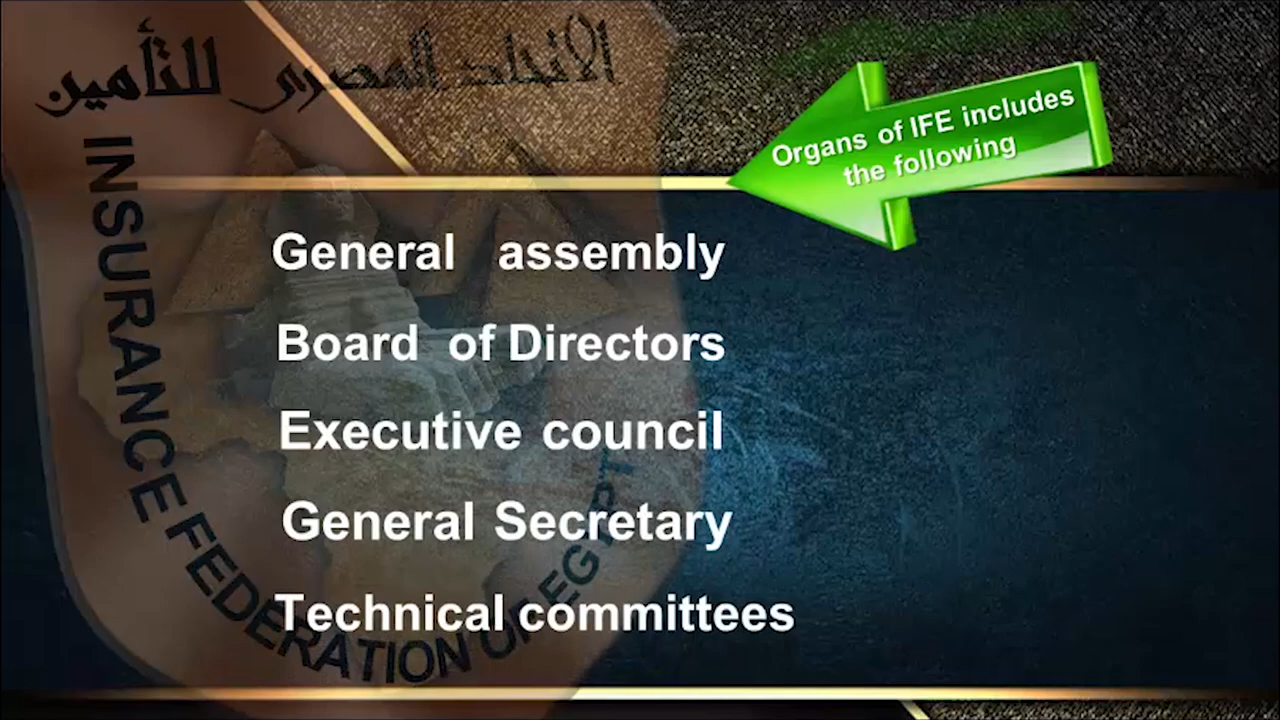 الاتحاد المصرى للتأمين
Organs of IFE includes
the following
General assembly
Board of Directors
Executive council
General Secretary
Technical committees
INSURANCE FEDERATION OF EGYPT